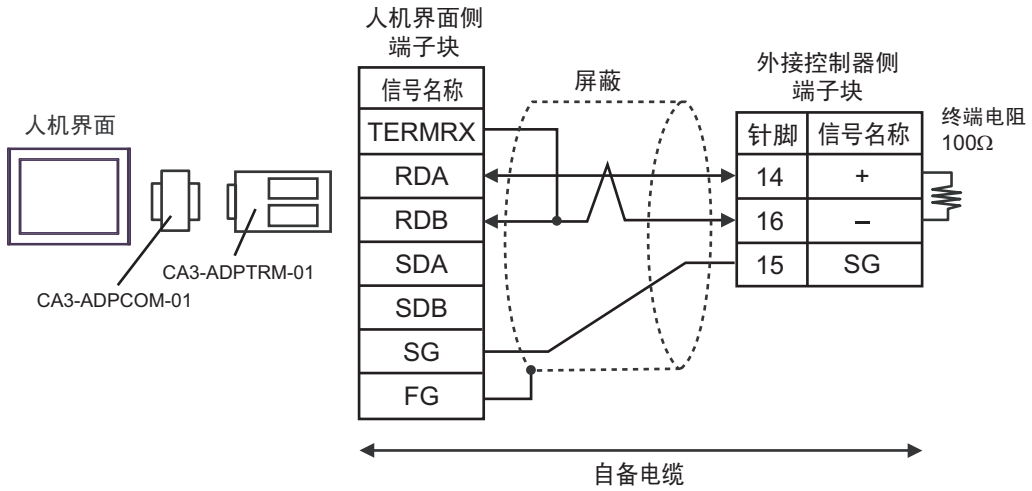 人机界面
CA3-ADPCOM-01
CA3-ADPTRM-01
人机界面侧
端子块
信号名称
TERMRX
RDA
RDB
SDA
SDB
SG
FG
屏蔽
外接控制器侧
端子块
针脚 信号名称
14 +
16 –
15 SG
终端电阻
100Ω
自备电缆